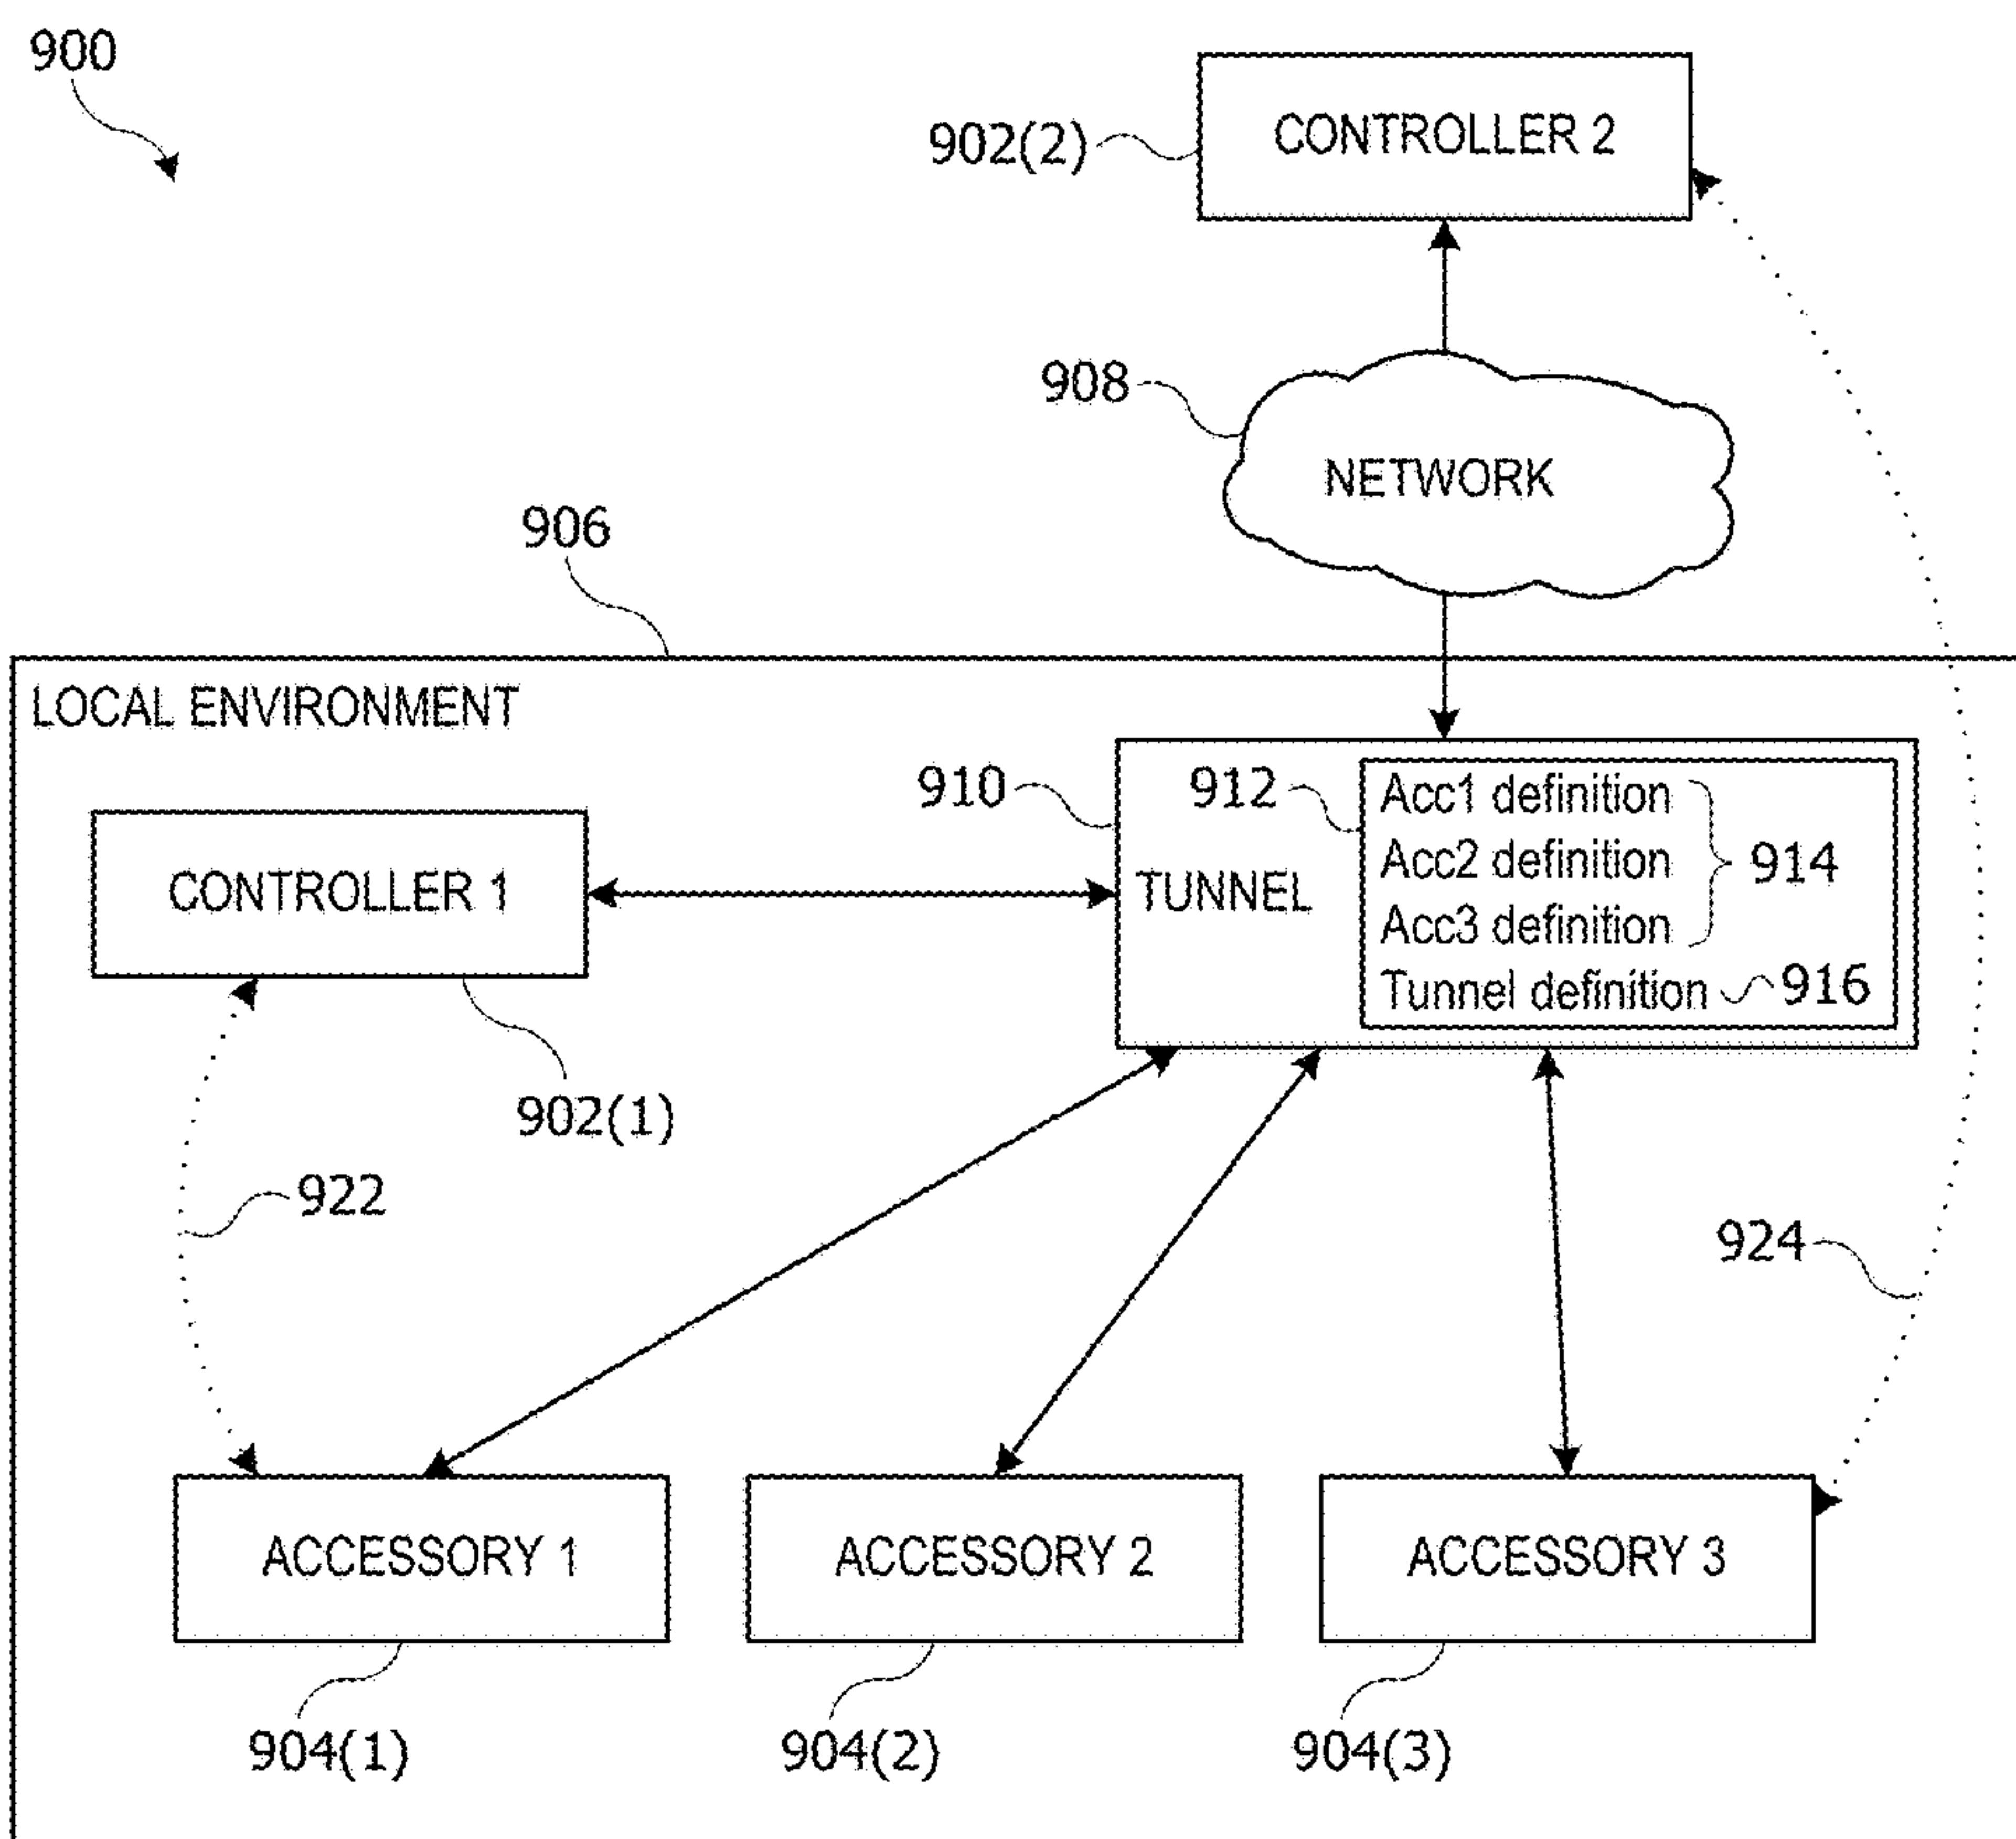 900
CONTROLLER 2
902(2)
908
NETWORK
906
LOCAL ENVIRONMENT
910
912
Acc1 definition
Acc2 definition
914
Acc3 definition
Tunnel definition
916
TUNNEL
CONTROLLER 1
902(1)
922
924
ACCESSORY 1
ACCESSORY 2
ACCESSORY 3
904(1)
904(2)
904(3)